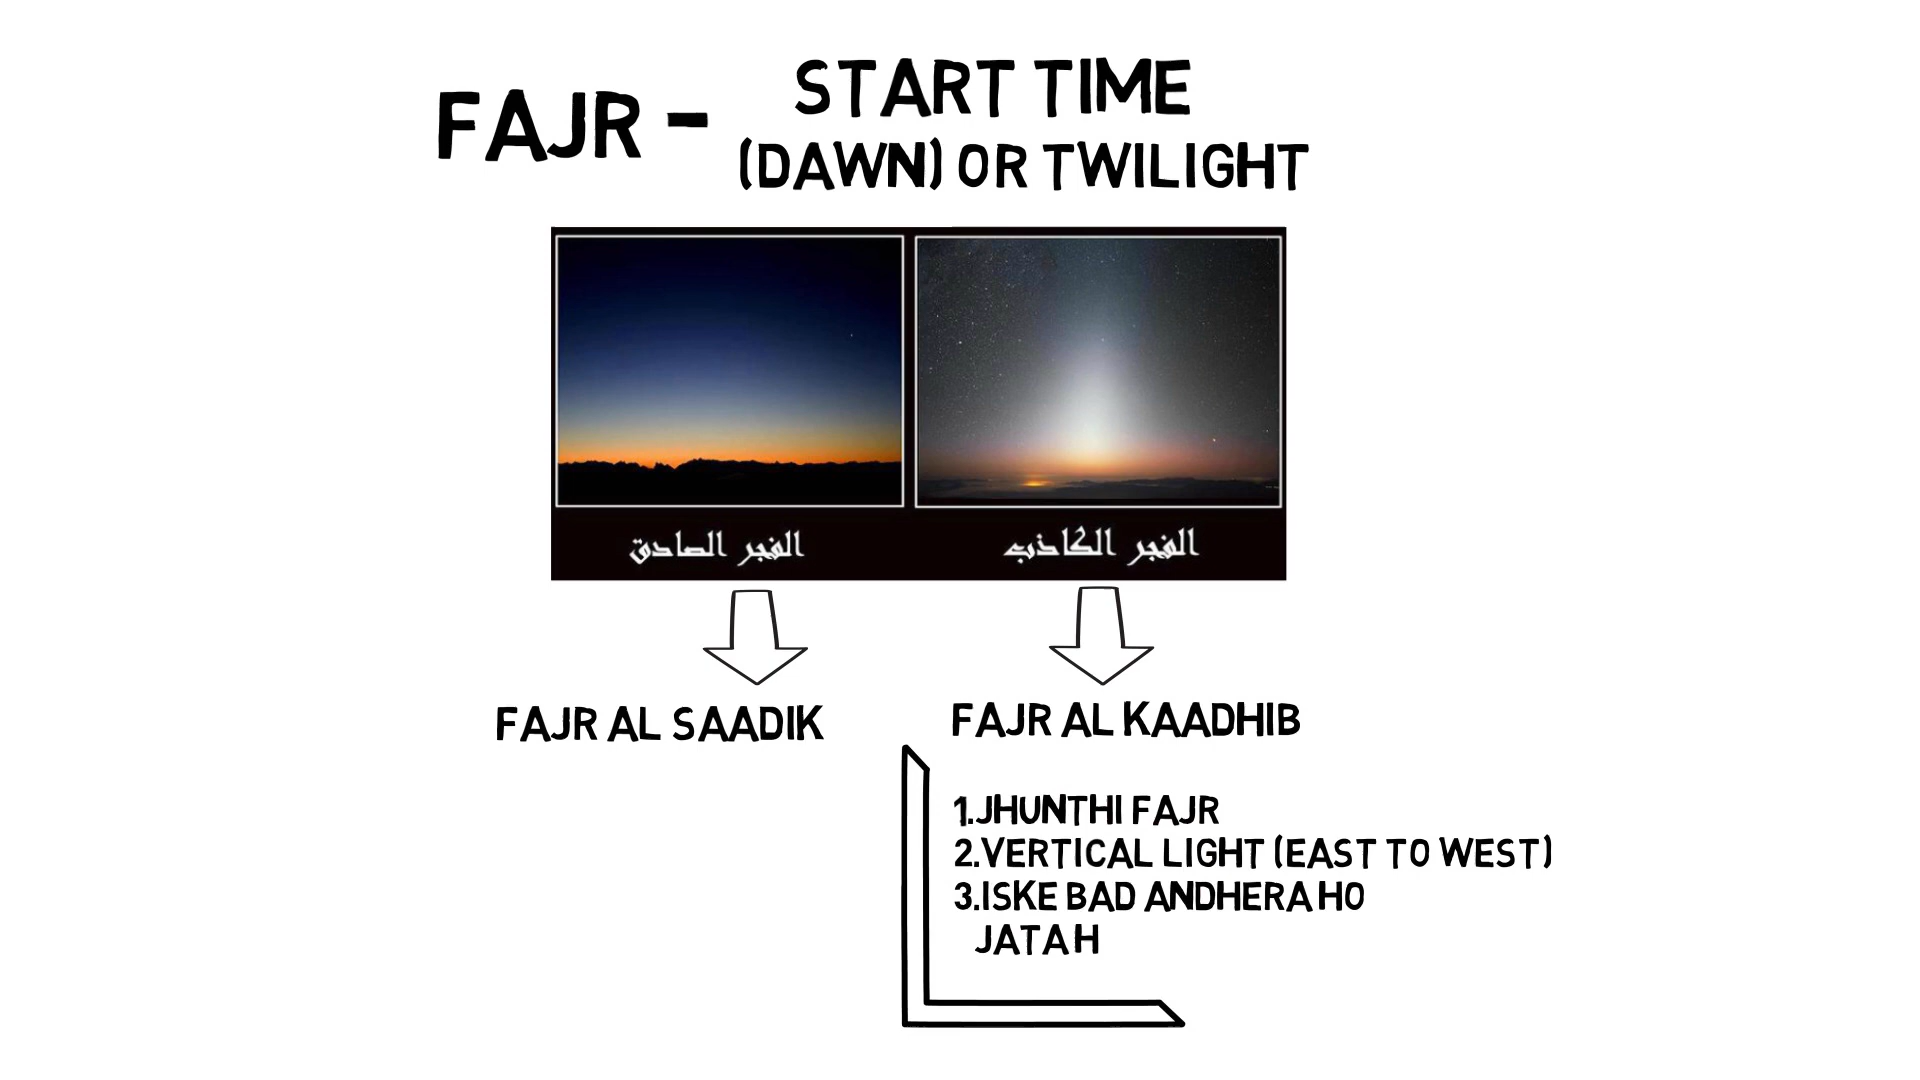 FAJR -
START TIME
(DAWN) OR TWILIGHT
الفجر الصادق
الفجر الكاذب
FAJR AL SAADIK
FAJR AL KAADHIB
1.JHUNTHI FAJR
2.VERTICAL LIGHT (EAST TO WEST)
3.ISKE BAD ANDHERA HO
JATAH